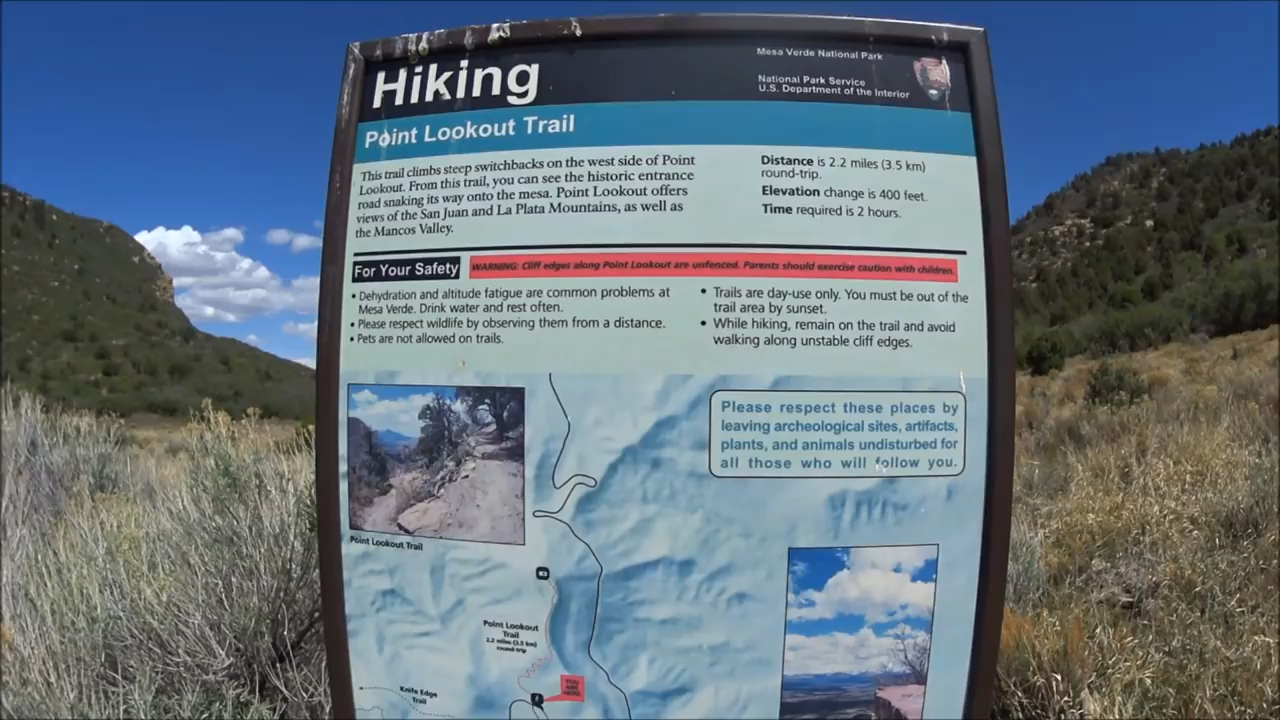 Hiking
Mesa Verde National Park
National Park Service
U.S. Department of the Interior
Point Lookout Trail
This trail climbs steep switchbacks on the west side of Point
Lookout. From this trail, you can see the historic entrance
road snaking its way onto the mesa. Point Lookout offers
views of the San Juan and La Plata Mountains, as well as
the Mancos Valley.
Distance is 2.2 miles (3.5 km)
round-trip.
Elevation change is 400 feet.
Time required is 2 hours.
For Your Safety
WARNING: Cliff edges along Point Lookout are unfenced. Parents should exercise caution with children.
• Dehydration and altitude fatigue are common problems at
Mesa Verde. Drink water and rest often.
• Please respect wildlife by observing them from a distance.
• Pets are not allowed on trails.
• Trails are day-use only. You must be out of the
trail area by sunset.
• While hiking, remain on the trail and avoid
walking along unstable cliff edges.
Please respect these places by
leaving archeological sites, artifacts,
plants, and animals undisturbed for
all those who will follow you.
Point Lookout Trail
Point Lookout
Trail
2.2 miles (3.5 km)
round-trip
YOU
ARE
HERE
Knife Edge
Trail